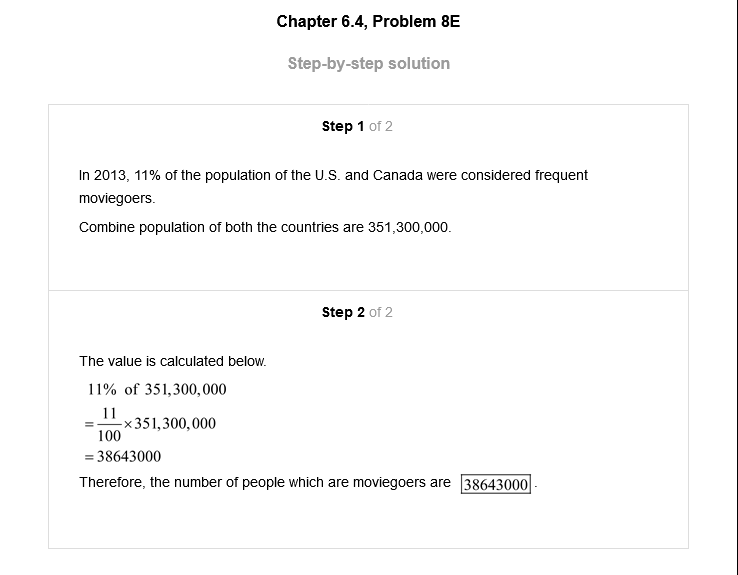 Chapter 6.4, Problem 8E
Step-by-step solution
Step 1 of 2
In 2013, 11% of the population of the U.S. and Canada were considered frequent
moviegoers.
Combine population of both the countries are 351,300,000.
Step 2 of 2
The value is calculated below.
11% of 351,300,000
= 11/100 × 351,300,000
= 38643000
Therefore, the number of people which are moviegoers are 38643000.